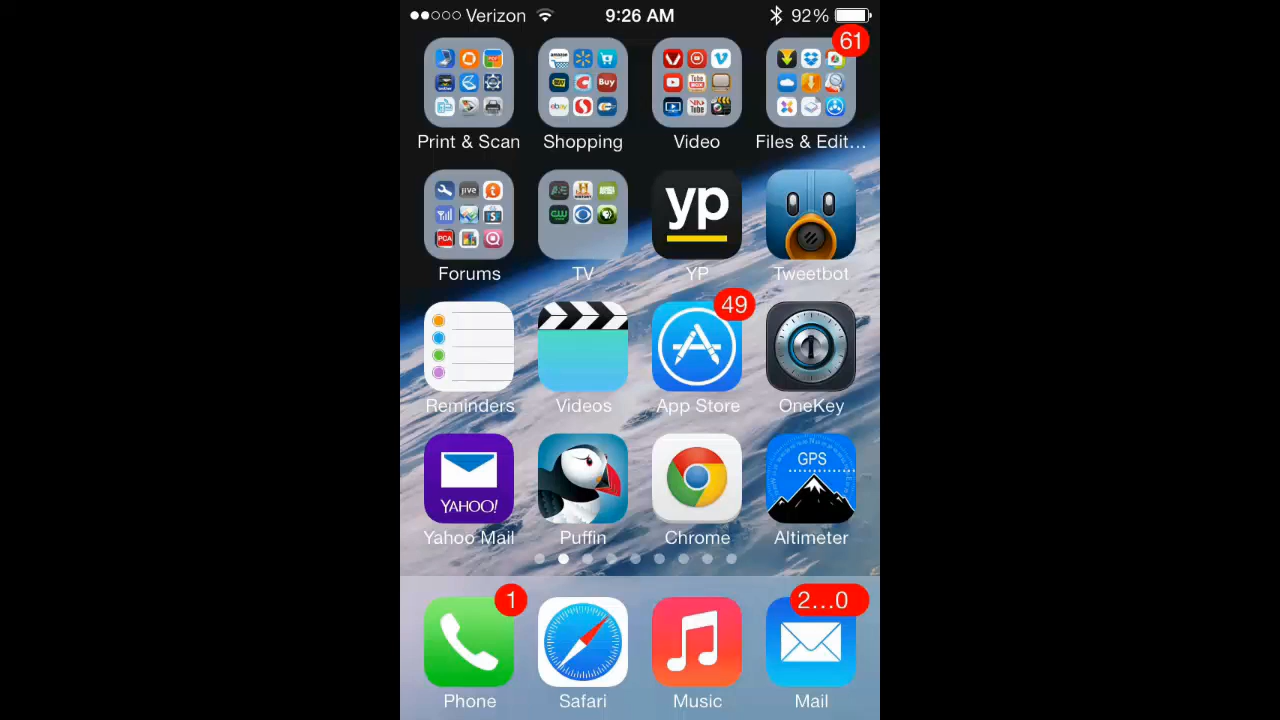 Verizon 9:26 AM 92%
61
Print & Scan Shopping Video Files & Edit...
yp
Forums TV YP Tweetbot
49
1
Reminders Videos App Store OneKey
YAHOO! GPS
Yahoo Mail Puffin Chrome Altimeter
1 2...0
Phone Safari Music Mail